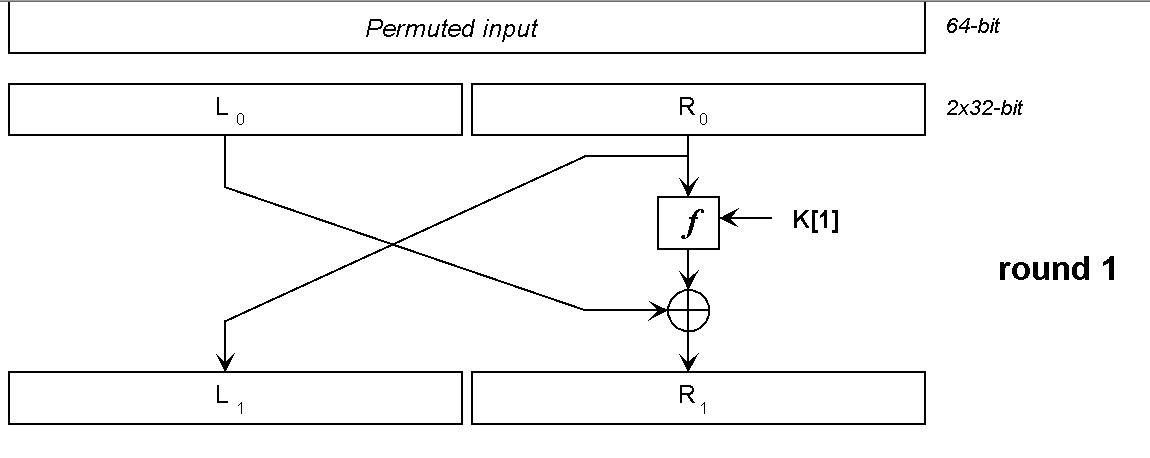 Permuted input 64-bit
L 0 R 0 2x32-bit
f K[1]
round 1
L 1 R 1